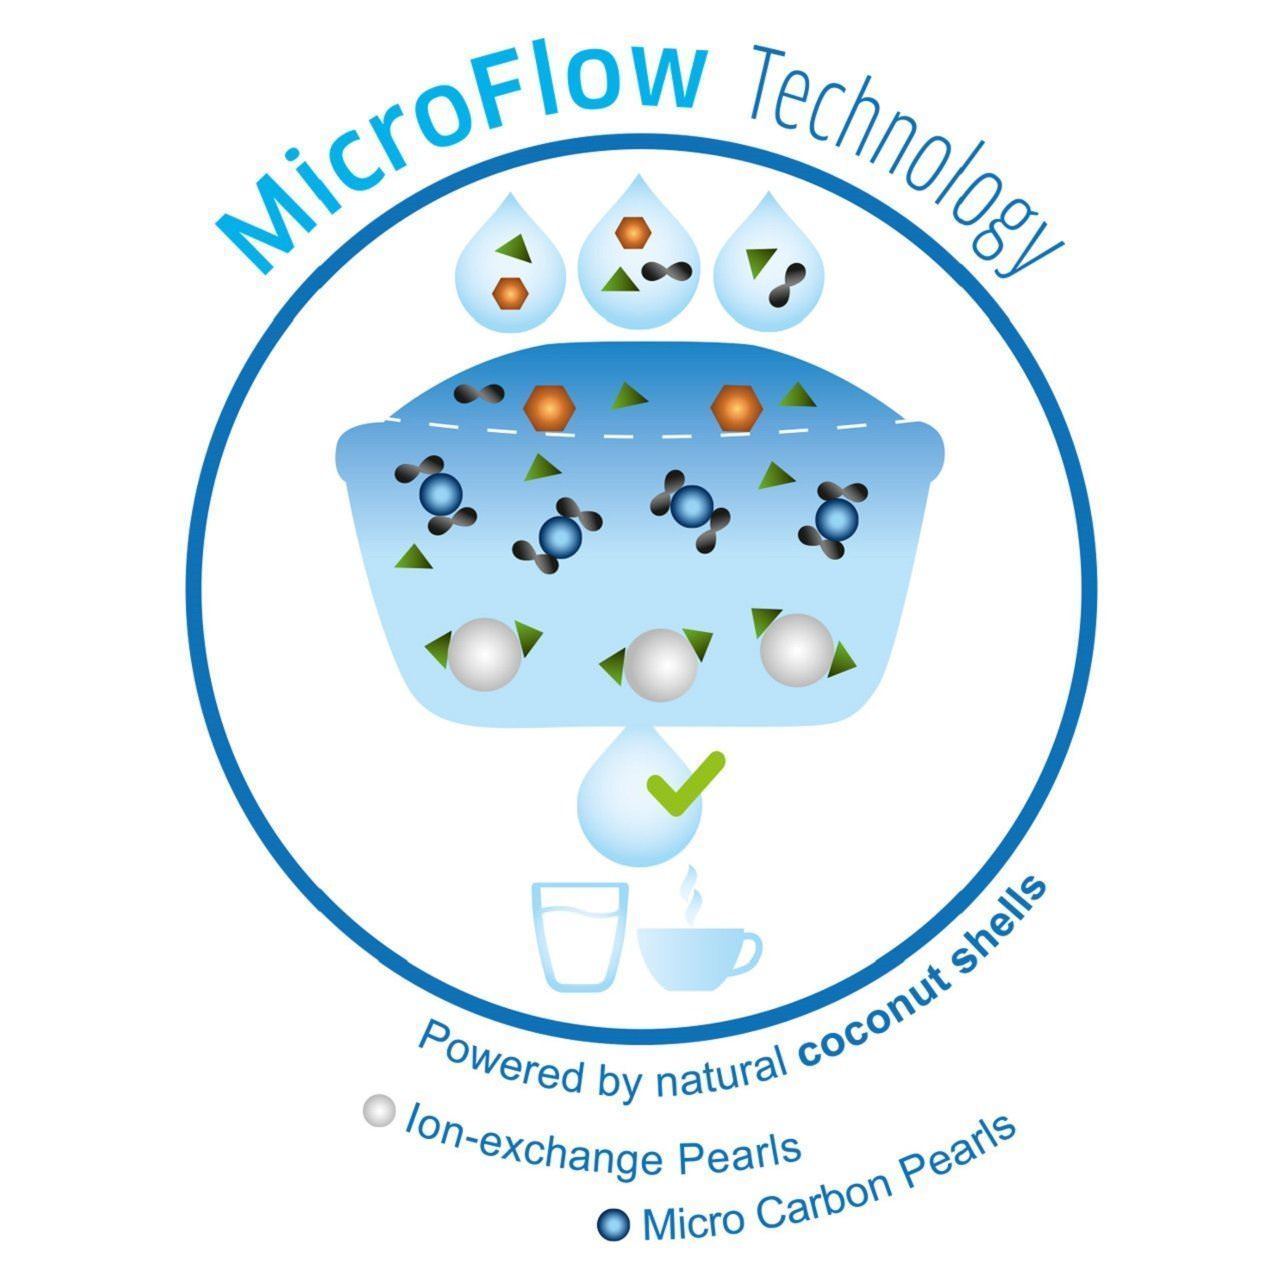 MicroFlow Technology
Powered by natural coconut shells
Ion-exchange Pearls
Micro Carbon Pearls